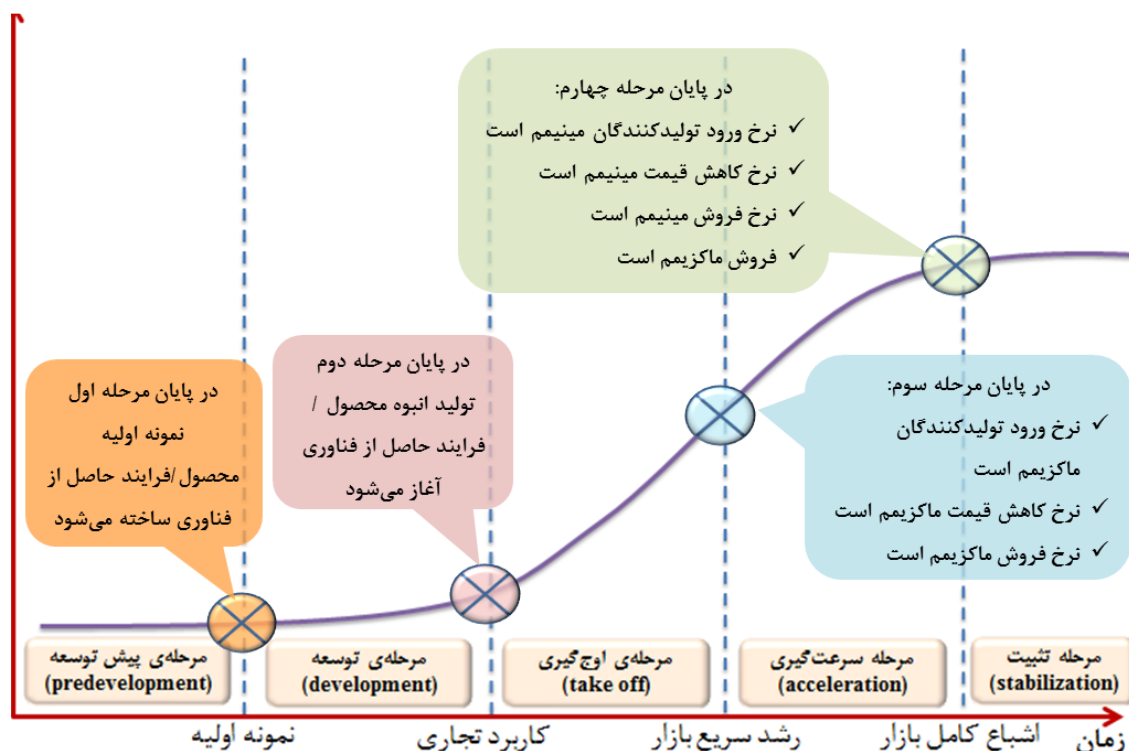 در پایان مرحله چهارم:
✓ نرخ ورود تولیدکنندگان مینیمم است
✓ نرخ کاهش قیمت مینیمم است
✓ نرخ فروش مینیمم است
✓ فروش ماکزیمم است
در پایان مرحله سوم:
✓ نرخ ورود تولیدکنندگان
ماکزیمم است
✓ نرخ کاهش قیمت ماکزیمم است
✓ نرخ فروش ماکزیمم است
در پایان مرحله دوم
تولید انبوه محصول /
فرایند حاصل از فناوری
آغاز می‌شود
در پایان مرحله اول
نمونه اولیه
محصول/فرایند حاصل از
فناوری ساخته می‌شود
مرحله‌ی پیش توسعه
(predevelopment)
مرحله‌ی توسعه
(development)
مرحله‌ی اوج‌گیری
(take off)
مرحله سرعت‌گیری
(acceleration)
مرحله تثبیت
(stabilization)
نمونه اولیه
کاربرد تجاری
رشد سریع بازار
اشباع کامل بازار
زمان